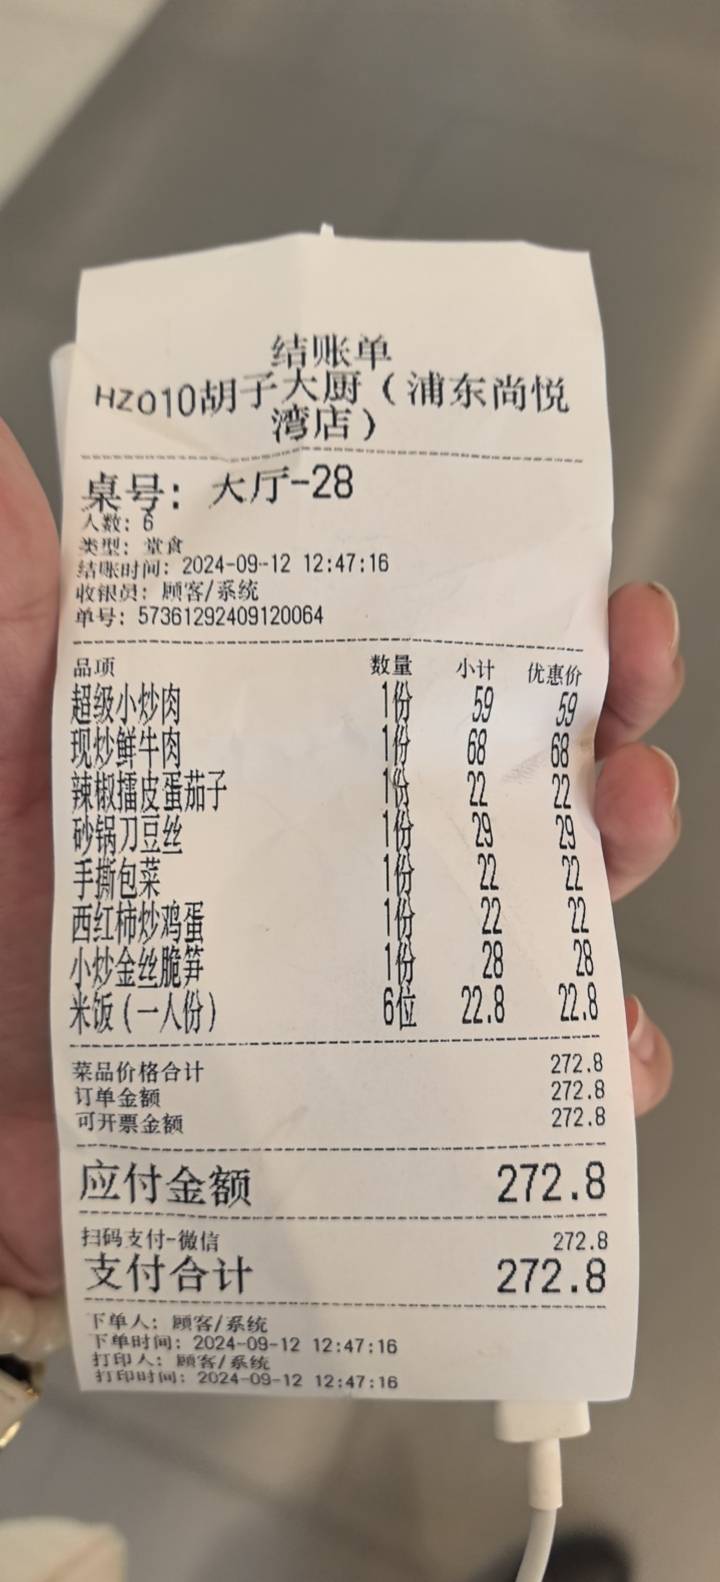 结账单
HZ010胡子大厨（浦东尚悦
湾店）
桌号：大厅-28
人数：6
类型：堂食
结账时间：2024-09-12 12:47:16
收银员：顾客/系统
单号：573612924091200​64
品项 数量 小计 优惠价
超级小炒肉 1份 59 59
现炒鲜牛肉 1份 68 68
辣椒擂皮蛋茄子 1份 22 22
砂锅刀豆丝 1份 29 29
手撕包菜 1份 22 22
西红柿炒鸡蛋 1份 22 22
小炒金丝脆笋 1份 28 28
米饭（一人份） 6位 22.8 22.8
菜品价格合计 272.8
订单金额 272.8
可开票金额 272.8
应付金额 272.8
扫码支付-微信 272.8
支付合计 272.8
下单人：顾客/系统
下单时间：2024-09-12 12:47:16
打印人：顾客/系统
打印时间：2024-09-12 12:47:16